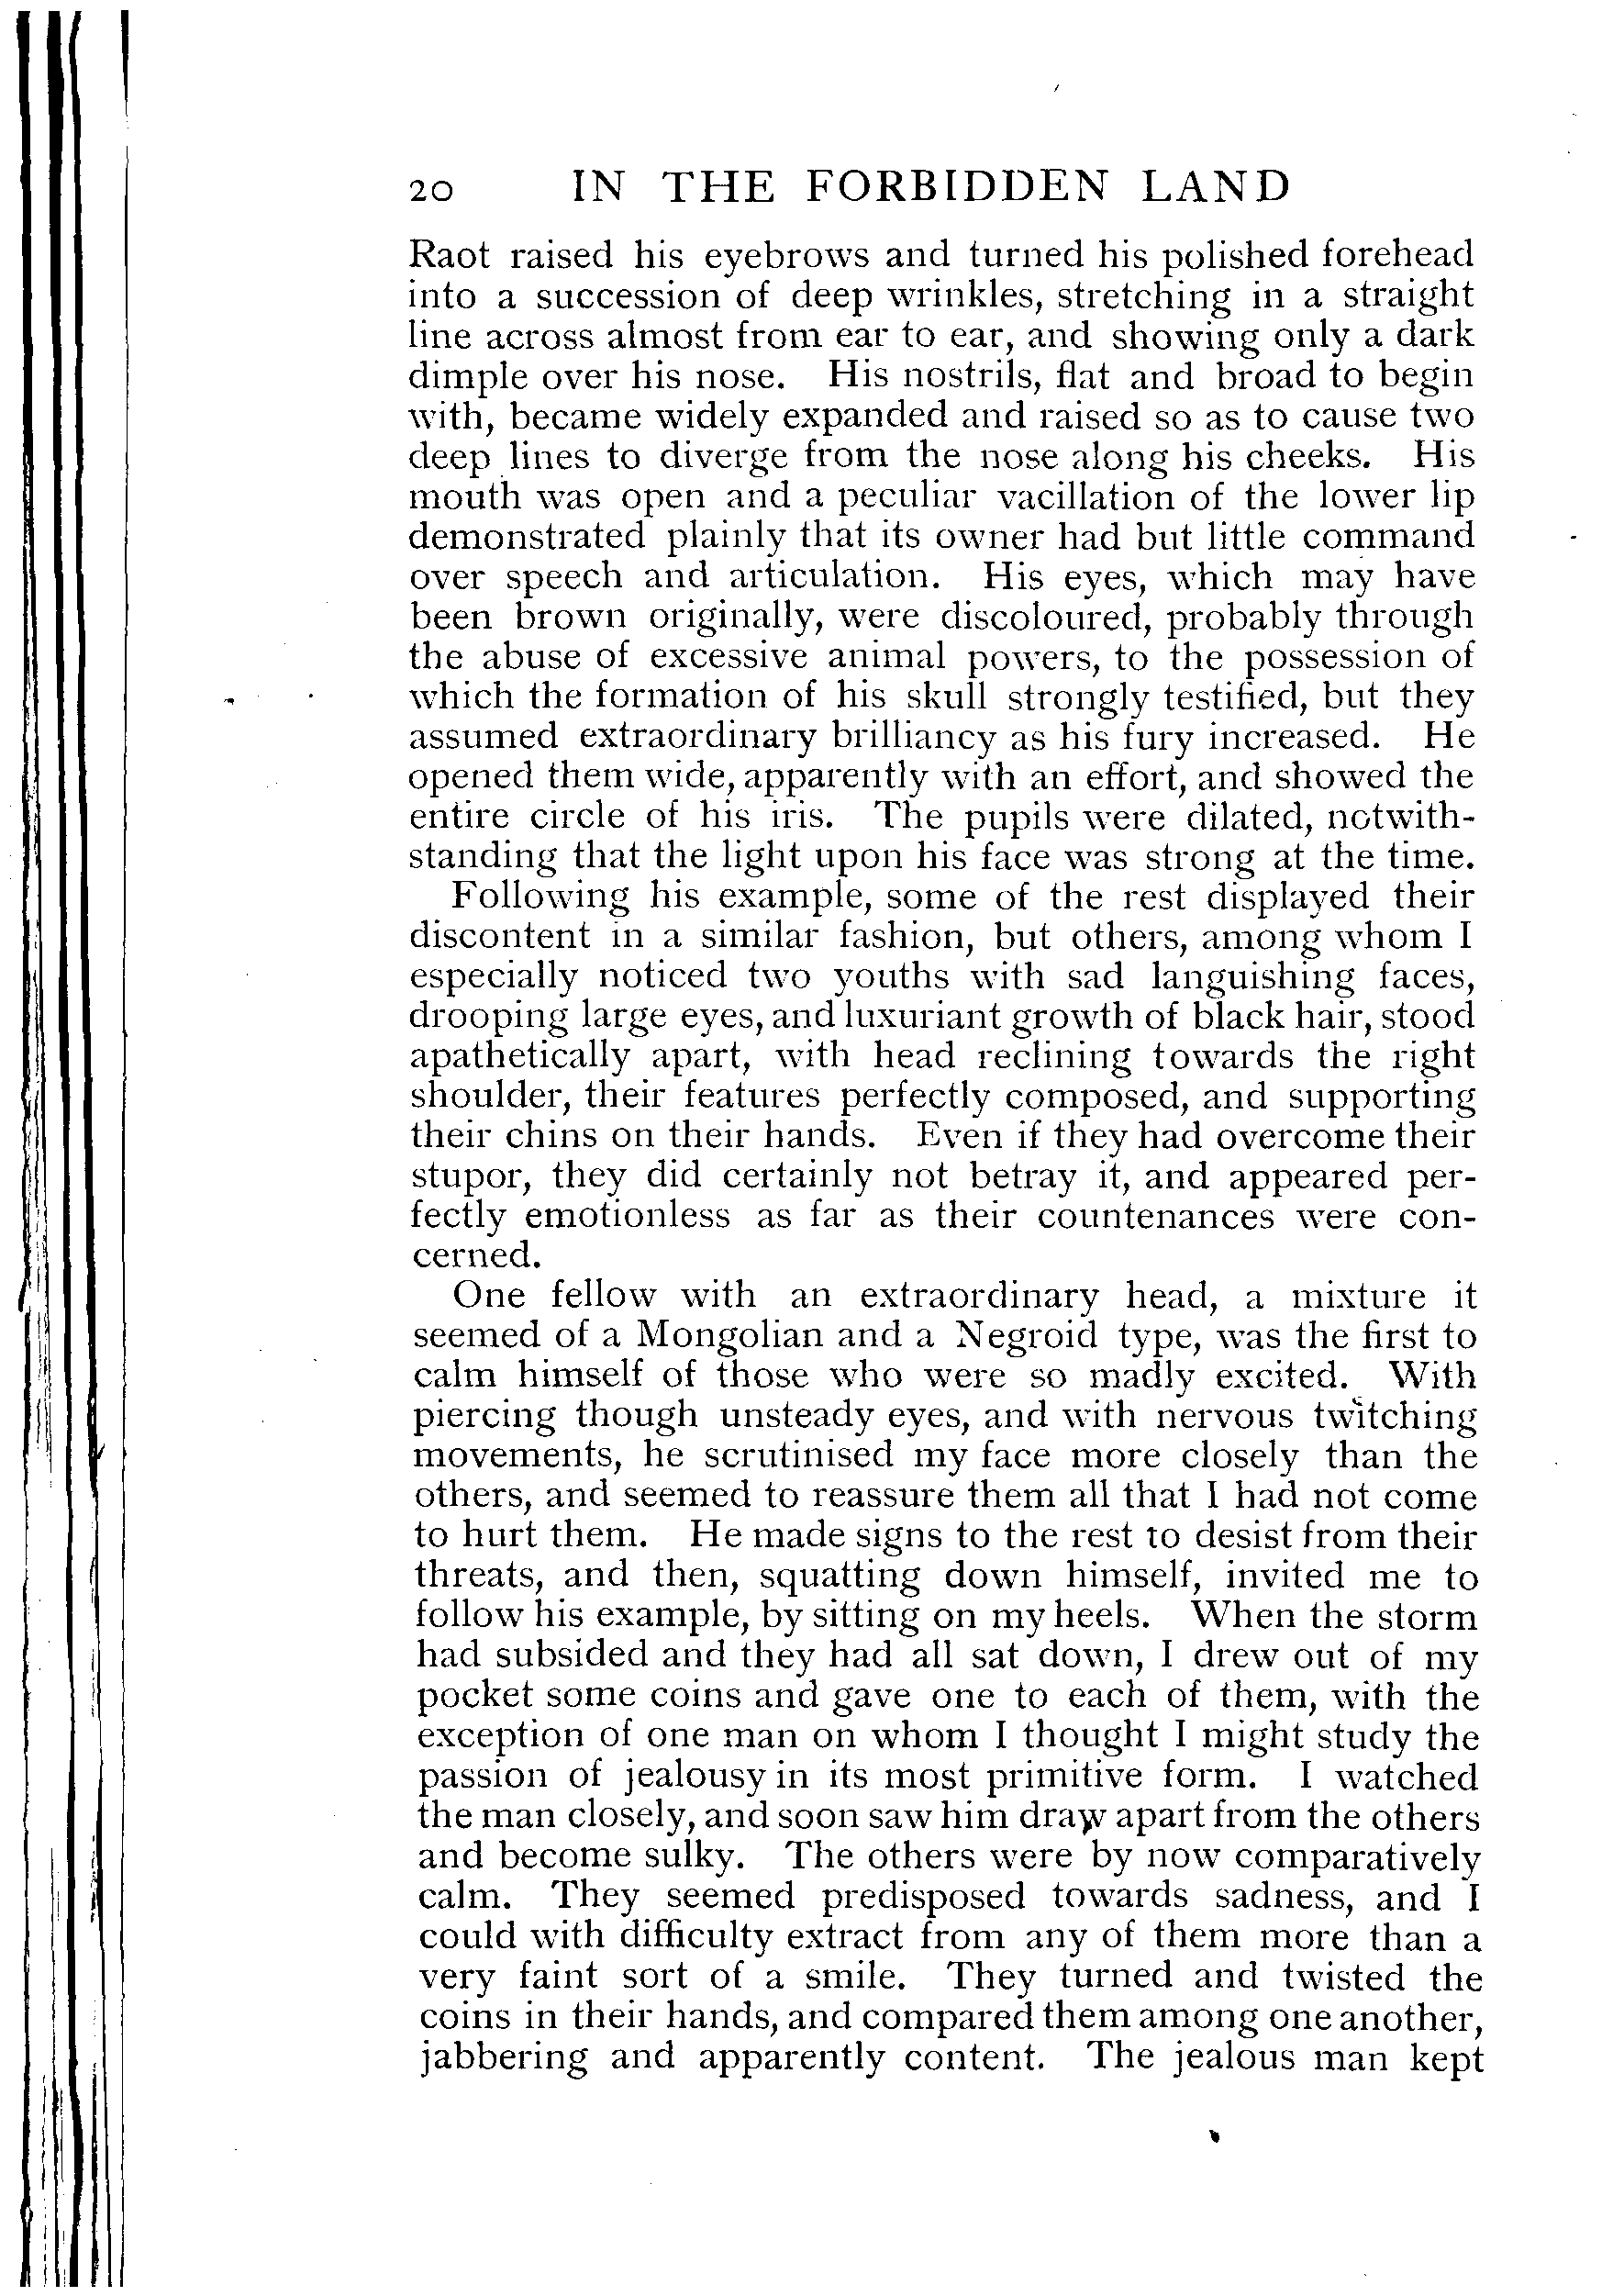 20 IN THE FORBIDDEN LAND
Raot raised his eyebrows and turned his polished forehead
into a succession of deep wrinkles, stretching in a straight
line across almost from ear to ear, and showing only a dark
dimple over his nose. His nostrils, flat and broad to begin
with, became widely expanded and raised so as to cause two
deep lines to diverge from the nose along his cheeks. His
mouth was open and a peculiar vacillation of the lower lip
demonstrated plainly that its owner had but little command
over speech and articulation. His eyes, which may have
been brown originally, were discoloured, probably through
the abuse of excessive animal powers, to the possession of
which the formation of his skull strongly testified, but they
assumed extraordinary brilliancy as his fury increased. He
opened them wide, apparently with an effort, and showed the
entire circle of his iris. The pupils were dilated, notwith-
standing that the light upon his face was strong at the time.
Following his example, some of the rest displayed their
discontent in a similar fashion, but others, among whom I
especially noticed two youths with sad languishing faces,
drooping large eyes, and luxuriant growth of black hair, stood
apathetically apart, with head reclining towards the right
shoulder, their features perfectly composed, and supporting
their chins on their hands. Even if they had overcome their
stupor, they did certainly not betray it, and appeared per-
fectly emotionless as far as their countenances were con-
cerned.
One fellow with an extraordinary head, a mixture it
seemed of a Mongolian and a Negroid type, was the first to
calm himself of those who were so madly excited. With
piercing though unsteady eyes, and with nervous twitching
movements, he scrutinised my face more closely than the
others, and seemed to reassure them all that I had not come
to hurt them. He made signs to the rest to desist from their
threats, and then, squatting down himself, invited me to
follow his example, by sitting on my heels. When the storm
had subsided and they had all sat down, I drew out of my
pocket some coins and gave one to each of them, with the
exception of one man on whom I thought I might study the
passion of jealousy in its most primitive form. I watched
the man closely, and soon saw him draw apart from the others
and become sulky. The others were by now comparatively
calm. They seemed predisposed towards sadness, and I
could with difficulty extract from any of them more than a
very faint sort of a smile. They turned and twisted the
coins in their hands, and compared them among one another,
jabbering and apparently content. The jealous man kept